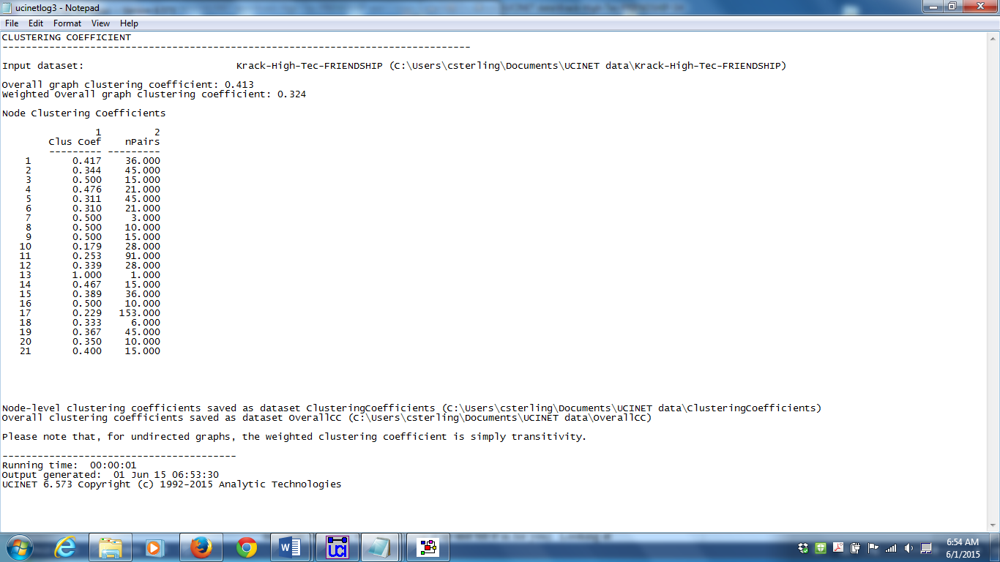 ucinetlog3 - Notepad
File Edit Format View Help
CLUSTERING COEFFICIENT
--------------------------------------------------------------------------------
Input dataset: Krack-High-Tec-FRIENDSHIP (C:\Users\csterling\Documents\UCINET data\Krack-High-Tec-FRIENDSHIP)
Overall graph clustering coefficient: 0.413
Weighted Overall graph clustering coefficient: 0.324
Node Clustering Coefficients
1 2
Clus Coef nPairs
--------- ---------
1 0.417 36.000
2 0.344 45.000
3 0.500 15.000
4 0.476 21.000
5 0.311 45.000
6 0.310 21.000
7 0.500 3.000
8 0.500 10.000
9 0.500 15.000
10 0.179 28.000
11 0.253 91.000
12 0.339 28.000
13 1.000 1.000
14 0.467 15.000
15 0.389 36.000
16 0.500 10.000
17 0.229 153.000
18 0.333 6.000
19 0.367 45.000
20 0.350 10.000
21 0.400 15.000
Node-level clustering coefficients saved as dataset ClusteringCoefficients (C:\Users\csterling\Documents\UCINET data\ClusteringCoefficients)
Overall clustering coefficients saved as dataset OverallCC (C:\Users\csterling\Documents\UCINET data\OverallCC)
Please note that, for undirected graphs, the weighted clustering coefficient is simply transitivity.
----------------------------------------
Running time:  00:00:01
Output generated:  01 Jun 15 06:53:30
UCINET 6.573 Copyright (c) 1992-2015 Analytic Technologies
UCI
6:54 AM
6/1/2015